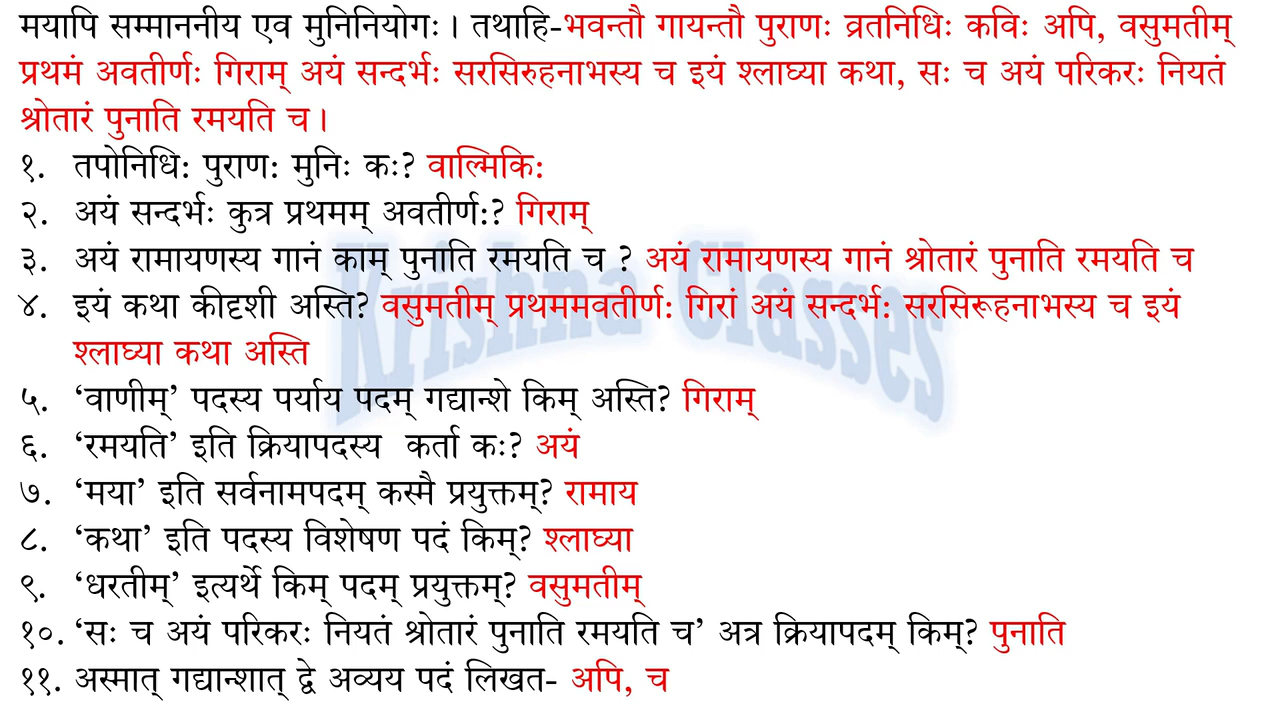 मयापि सम्माननीय एव मुनिनियोगः। तथाहि-भवन्तौ गायन्तौ पुराणः व्रतनिधिः कविः अपि, वसुमतीम्
प्रथमं अवतीर्णः गिराम् अयं सन्दर्भः सरसिरुहनाभस्य च इयं श्लाघ्या कथा, सः च अयं परिकरः नियतं
श्रोतारं पुनाति रमयति च।
१. तपोनिधि: पुराण: मुनिः कः? वाल्मिकि:
२. अयं सन्दर्भः कुत्र प्रथमम् अवतीर्ण:? गिराम्
३. अयं रामायणस्य गानं काम् पुनाति रमयति च ? अयं रामायणस्य गानं श्रोतारं पुनाति रमयति च
४. इयं कथा कीदृशी अस्ति? वसुमतीम् प्रथममवतीर्ण: गिरां अयं सन्दर्भ: सरसिरूहनाभस्य च इयं
श्लाघ्या कथा अस्ति
५. ‘वाणीम्’ पदस्य पर्याय पदम् गद्यान्शे किम् अस्ति? गिराम्
६. ‘रमयति’ इति क्रियापदस्य कर्ता कः? अयं
७. ‘मया’ इति सर्वनामपदम् कस्मै प्रयुक्तम्? रामाय
८. ‘कथा’ इति पदस्य विशेषण पदं किम्? श्लाघ्या
९. ‘धरतीम्’ इत्यर्थे किम् पदम् प्रयुक्तम्? वसुमतीम्
१०. ‘सः च अयं परिकरः नियतं श्रोतारं पुनाति रमयति च’ अत्र क्रियापदम् किम्? पुनाति
११. अस्मात् गद्यान्शात् द्वे अव्यय पदं लिखत- अपि, च
Krishna Classes